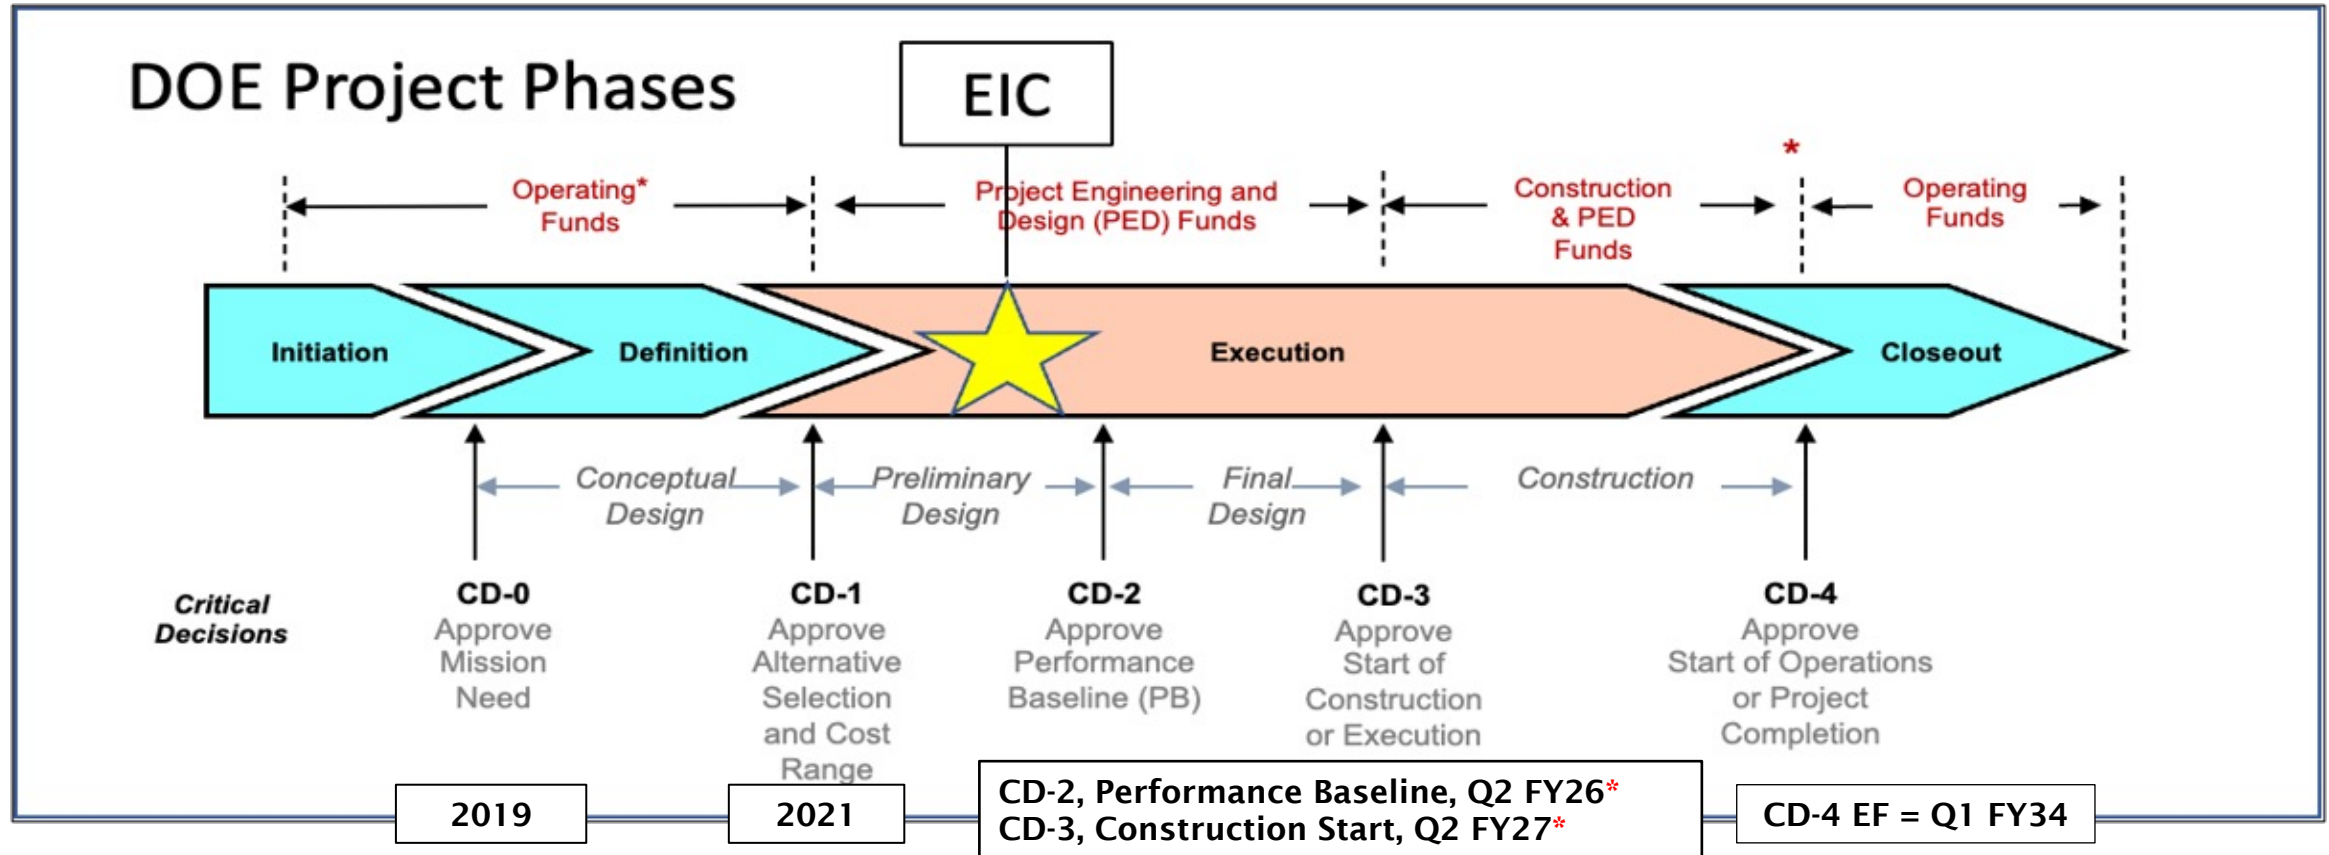 DOE Project Phases
EIC
*
Operating*
Funds
Project Engineering and
Design (PED) Funds
Construction
& PED
Funds
Operating
Funds
Initiation
Definition
Execution
Closeout
Conceptual
Design
Preliminary
Design
Final
Design
Construction
Critical
Decisions
CD-0
Approve
Mission
Need
CD-1
Approve
Alternative
Selection
and Cost
Range
CD-2
Approve
Performance
Baseline (PB)
CD-3
Approve
Start of
Construction
or Execution
CD-4
Approve
Start of Operations
or Project
Completion
2019
2021
CD-2, Performance Baseline, Q2 FY26*
CD-3, Construction Start, Q2 FY27*
CD-4 EF = Q1 FY34